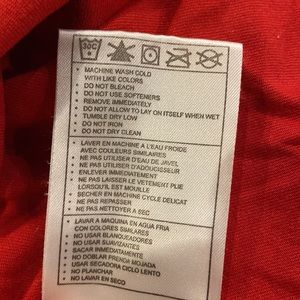 30C
• MACHINE WASH COLD
WITH LIKE COLORS
• DO NOT BLEACH
• DO NOT USE SOFTENERS
• REMOVE IMMEDIATELY
• DO NOT ALLOW TO LAY ON ITSELF WHEN WET
• TUMBLE DRY LOW
• DO NOT IRON
• DO NOT DRY CLEAN
• LAVER EN MACHINE A L'EAU FROIDE
AVEC COULEURS SIMILAIRES
• NE PAS UTILISER D'EAU DE JAVEL
• NE PAS UTILISER D'ADOUCISSEUR
• ENLEVER IMMEDIATEMENT
• NE PAS LAISSER LE VETEMENT PLIE
LORSQU'IL EST MOUILLE
• SECHER EN MACHINE CYCLE DELICAT
• NE PAS REPASSER
• NE PAS NETTOYER A SEC
• LAVAR A MAQUINA EN AGUA FRIA
CON COLORES SIMILARES
• NO USAR BLANQUEADORES
• NO USAR SUAVIZANTES
• SACAR INMEDIATAMENTE
• NO DOBLAR PRENDA MOJADA
• USAR SECADORA CICLO LENTO
• NO PLANCHAR
• NO LAVAR EN SECO